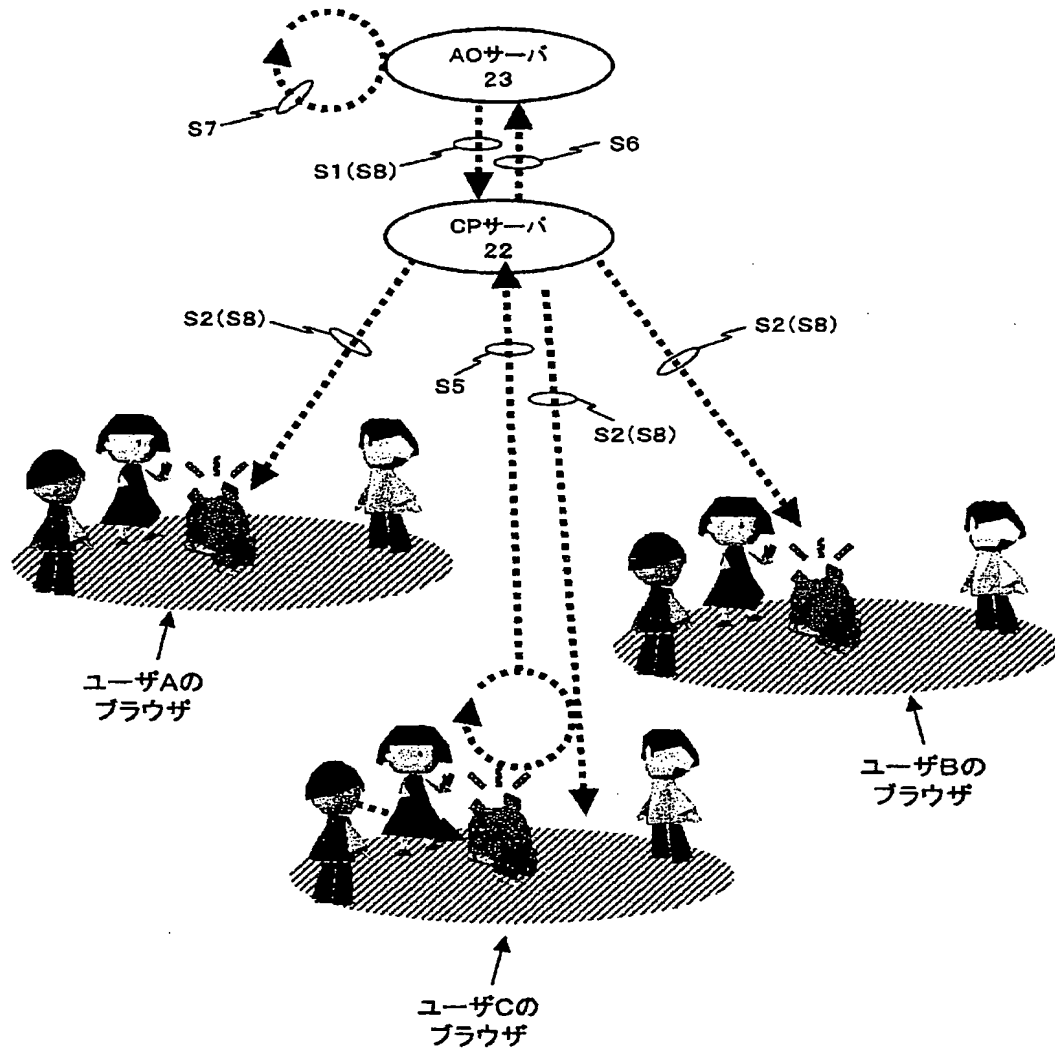 AOサーバ
23
S7
S1(S8)
S6
CPサーバ
22
S2(S8)
S5
S2(S8)
S2(S8)
ユーザAの
ブラウザ
ユーザBの
ブラウザ
ユーザCの
ブラウザ